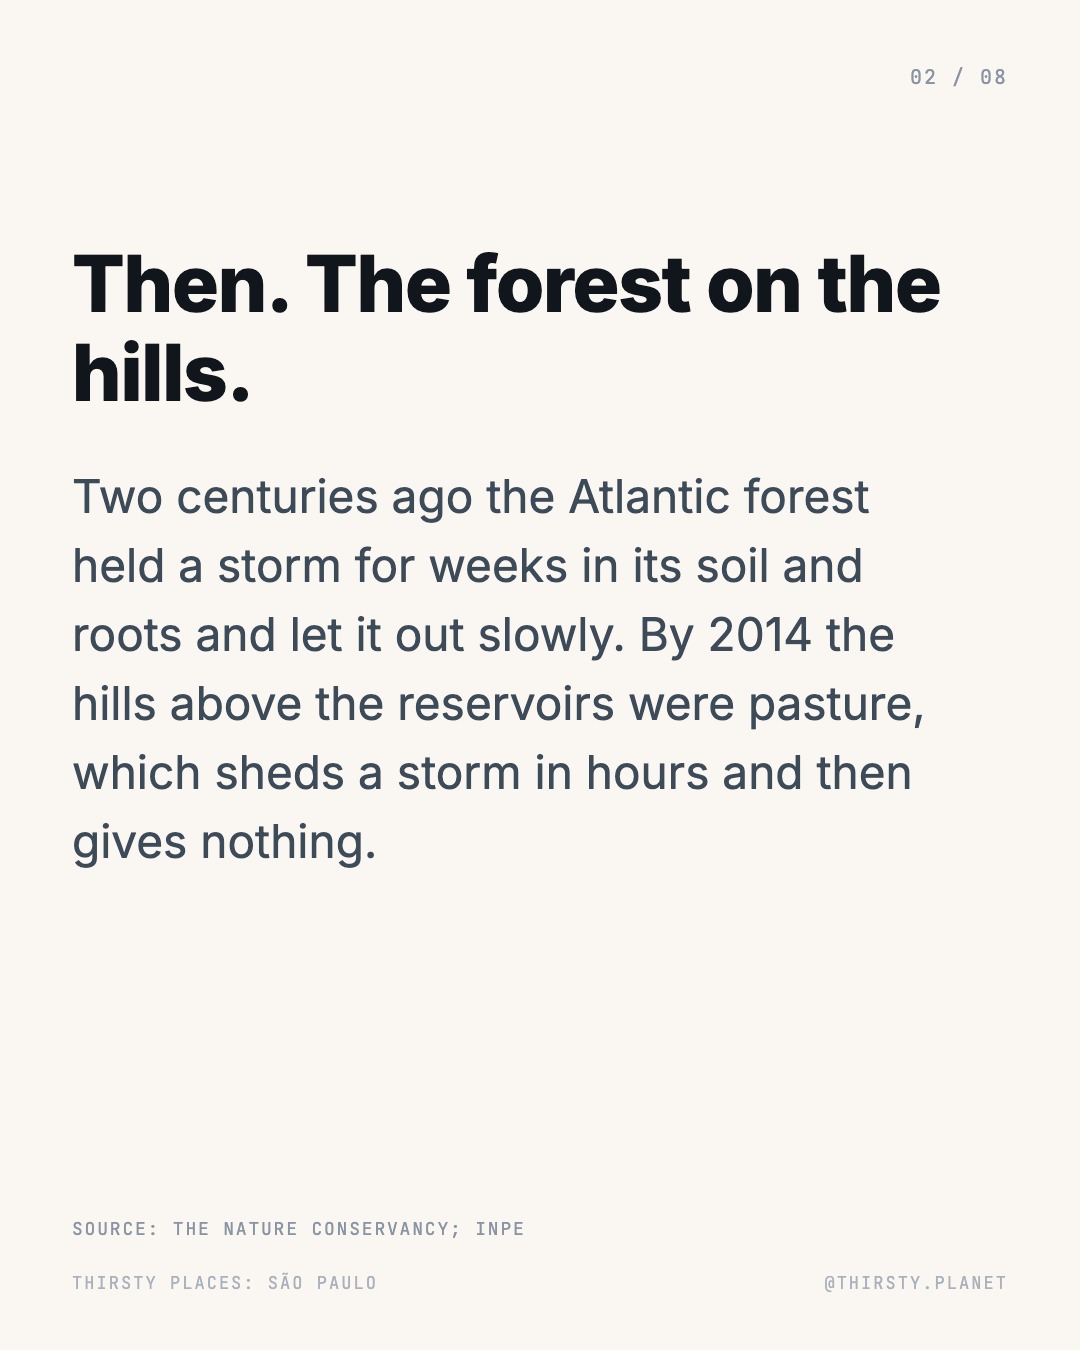 02 / 08
Then. The forest on the
hills.
Two centuries ago the Atlantic forest
held a storm for weeks in its soil and
roots and let it out slowly. By 2014 the
hills above the reservoirs were pasture,
which sheds a storm in hours and then
gives nothing.
SOURCE: THE NATURE CONSERVANCY; INPE
THIRSTY PLACES: SÃO PAULO
@THIRSTY.PLANET